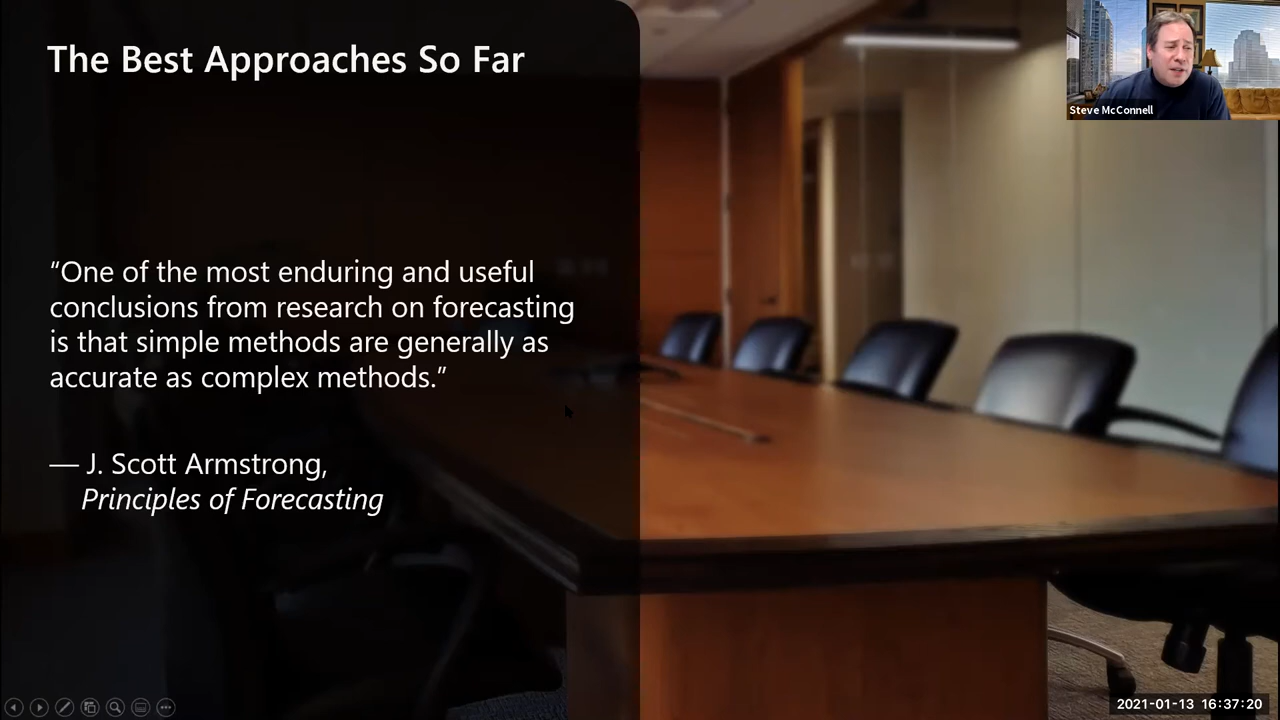 The Best Approaches So Far
Steve McConnell
“One of the most enduring and useful
conclusions from research on forecasting
is that simple methods are generally as
accurate as complex methods.”
— J. Scott Armstrong,
Principles of Forecasting
2021-01-13 16:37:20